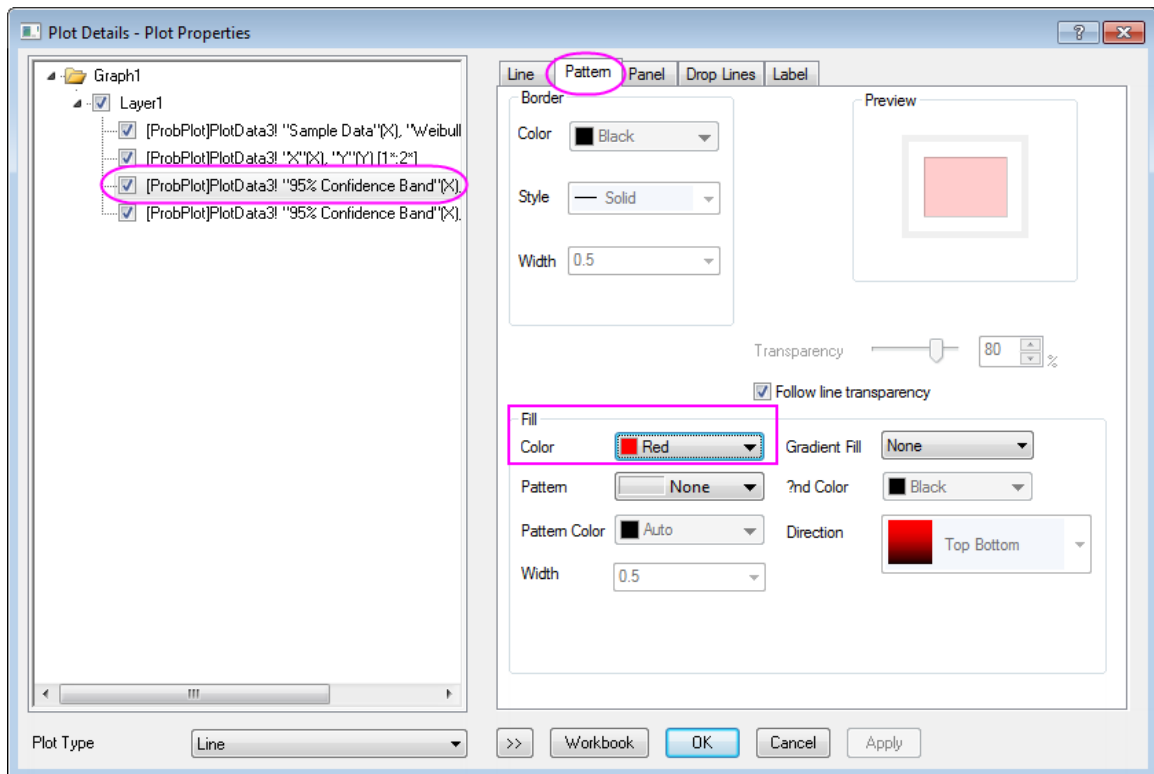 Plot Details - Plot Properties
Graph1
Layer1
[ProbPlot]PlotData3! "Sample Data"(X), "Weibull
[ProbPlot]PlotData3! "X"(X), "Y"(Y) [1*:2*]
[ProbPlot]PlotData3! "95% Confidence Band"(X),
[ProbPlot]PlotData3! "95% Confidence Band"(X),
Line
Pattern
Panel
Drop Lines
Label
Border
Color
Black
Style
Solid
Width
0.5
Preview
Transparency
80
%
Follow line transparency
Fill
Color
Red
Gradient Fill
None
Pattern
None
?nd Color
Black
Pattern Color
Auto
Direction
Top Bottom
Width
0.5
Plot Type
Line
>>
Workbook
OK
Cancel
Apply